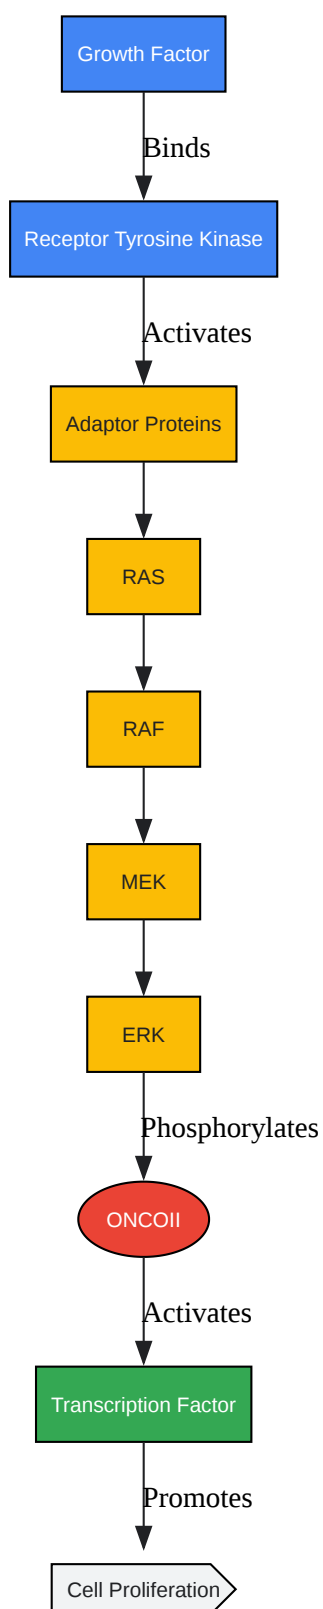 Growth Factor
Binds
Receptor Tyrosine Kinase
Activates
Adaptor Proteins
RAS
RAF
MEK
ERK
Phosphorylates
ONCOII
Activates
Transcription Factor
Promotes
Cell Proliferation